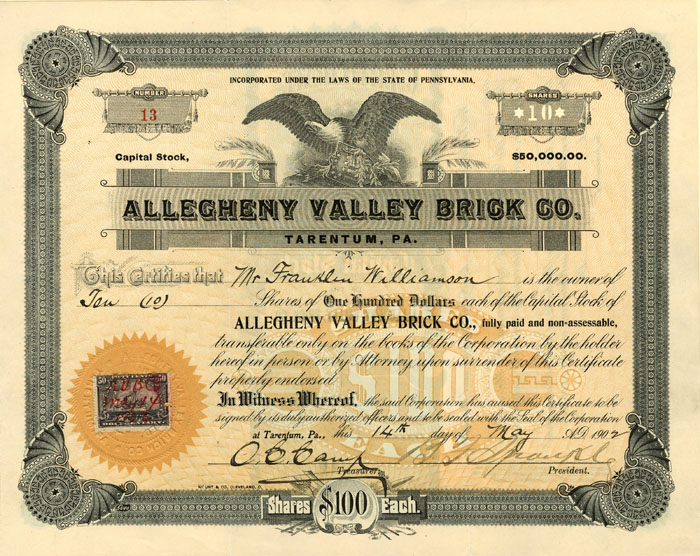 INCORPORATED UNDER THE LAWS OF THE STATE OF PENNSYLVANIA.
NUMBER
13
SHARES
*10*
Capital Stock,
$50,000.00.
ALLEGHENY VALLEY BRICK CO.
TARENTUM, PA.
This Certifies that Mr Franklin Williamson is the owner of
Ten (10) Shares of One Hundred Dollars each of the Capital Stock of
ALLEGHENY VALLEY BRICK CO., fully paid and non-assessable,
transferable only on the books of the Corporation by the holder
hereof in person or by Attorney upon surrender of this Certificate
properly endorsed.
In Witness Whereof, the said Corporation has caused this Certificate to be
signed by its duly authorized officers and to be sealed with the Seal of the Corporation
at Tarentum, Pa., this 14th day of May A.D. 1902
Treasurer. President.
Shares $100 Each.